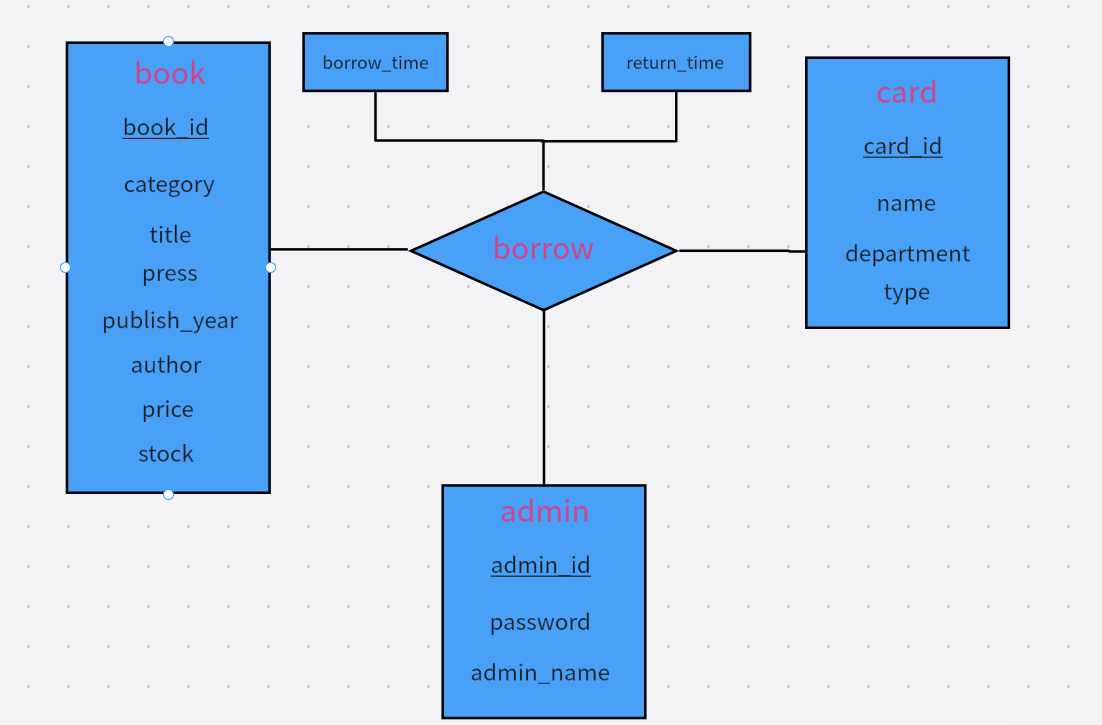 book
book_id
category
title
press
publish_year
author
price
stock
borrow_time
return_time
borrow
card
card_id
name
department
type
admin
admin_id
password
admin_name